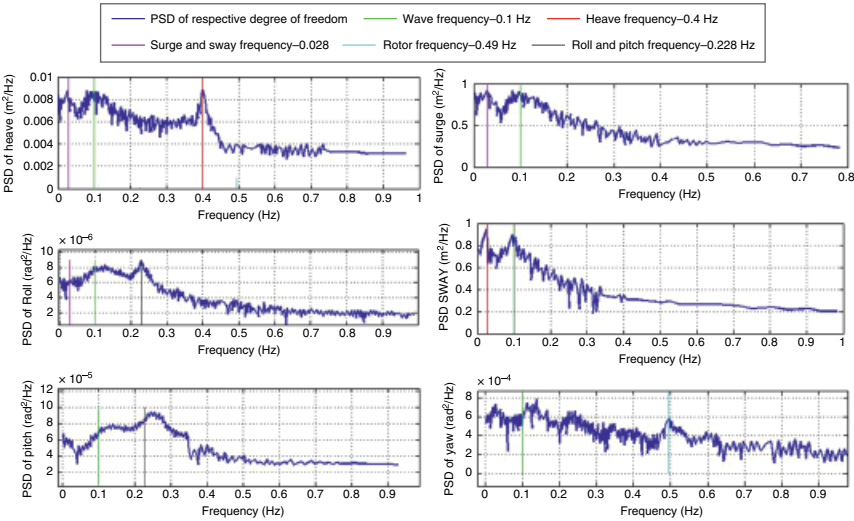 PSD of respective degree of freedom
Wave frequency–0.1 Hz
Heave frequency–0.4 Hz
Surge and sway frequency–0.028
Rotor frequency–0.49 Hz
Roll and pitch frequency–0.228 Hz
PSD of heave (m²/Hz)
0.01
0.008
0.006
0.004
0.002
0
0 0.1 0.2 0.3 0.4 0.5 0.6 0.7 0.8 0.9 1
Frequency (Hz)
PSD of surge (m²/Hz)
1
0.5
0
0 0.1 0.2 0.3 0.4 0.5 0.6 0.7 0.8
Frequency (Hz)
PSD of Roll (rad²/Hz)
× 10⁻⁶
10
8
6
4
2
0 0.1 0.2 0.3 0.4 0.5 0.6 0.7 0.8 0.9
Frequency (Hz)
PSD SWAY (m²/Hz)
1
0.8
0.6
0.4
0.2
0
0 0.1 0.2 0.3 0.4 0.5 0.6 0.7 0.8 0.9 1
Frequency (Hz)
PSD of pitch (rad²/Hz)
× 10⁻⁵
12
10
8
6
4
2
0 0.1 0.2 0.3 0.4 0.5 0.6 0.7 0.8 0.9
Frequency (Hz)
PSD of yaw (rad²/Hz)
× 10⁻⁴
8
6
4
2
0
0 0.1 0.2 0.3 0.4 0.5 0.6 0.7 0.8 0.9
Frequency (Hz)